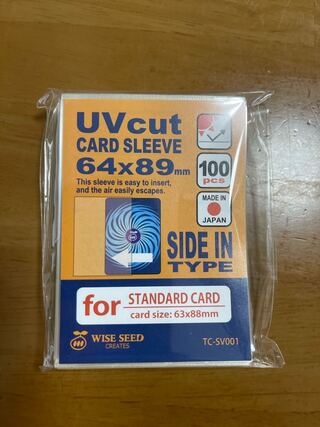 UVcut
CARD SLEEVE
64x89mm
100
pcs
This sleeve is easy to insert,
and the air easily escapes.
MADE IN
JAPAN
SIDE IN
TYPE
for STANDARD CARD
card size: 63x88mm
WISE SEED
CREATES
TC-SV001